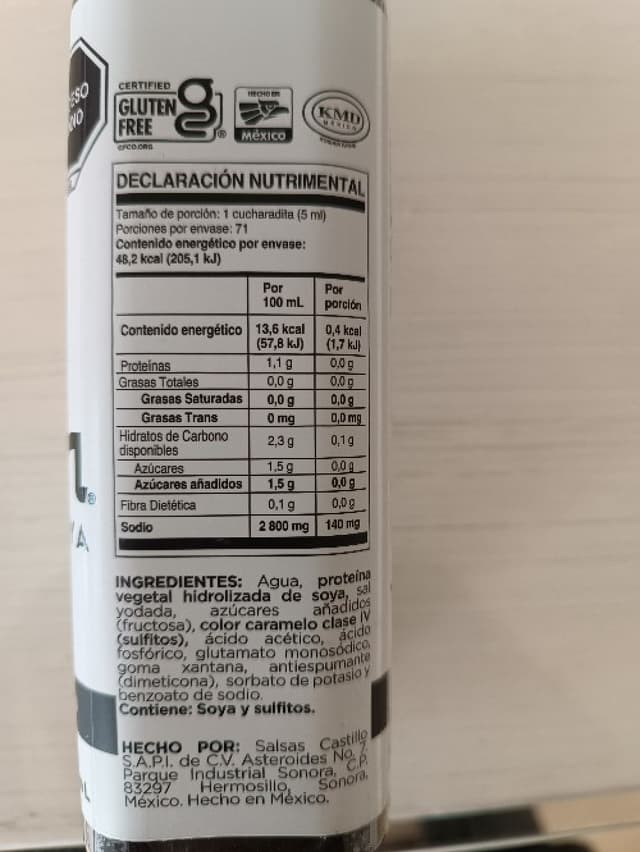 ESO
CERTIFIED
GLUTEN
FREE
GFCO.ORG
HECHO EN
MÉXICO
KMD
MÉXICO
DECLARACIÓN NUTRIMENTAL
Tamaño de porción: 1 cucharadita (5 ml)
Porciones por envase: 71
Contenido energético por envase:
48,2 kcal (205,1 kJ)
Por 100 mL Por porción
Contenido energético 13,6 kcal (57,8 kJ) 0,4 kcal (1,7 kJ)
Proteínas 1,1 g 0,0 g
Grasas Totales 0,0 g 0,0 g
Grasas Saturadas 0,0 g 0,0 g
Grasas Trans 0 mg 0,0 mg
Hidratos de Carbono disponibles 2,3 g 0,1 g
Azúcares 1,5 g 0,0 g
Azúcares añadidos 1,5 g 0,0 g
Fibra Dietética 0,1 g 0,0 g
Sodio 2 800 mg 140 mg
YA
INGREDIENTES: Agua, proteína
vegetal hidrolizada de soya, sal
yodada, azúcares añadidos
(fructosa), color caramelo clase IV
(sulfitos), ácido acético, ácido
fosfórico, glutamato monosódico,
goma xantana, antiespumante
(dimeticona), sorbato de potasio y
benzoato de sodio.
Contiene: Soya y sulfitos.
HECHO POR: Salsas Castillo
S.A.P.I. de C.V. Asteroides No. 7,
Parque Industrial Sonora, C.P.
83297 Hermosillo, Sonora,
México. Hecho en México.